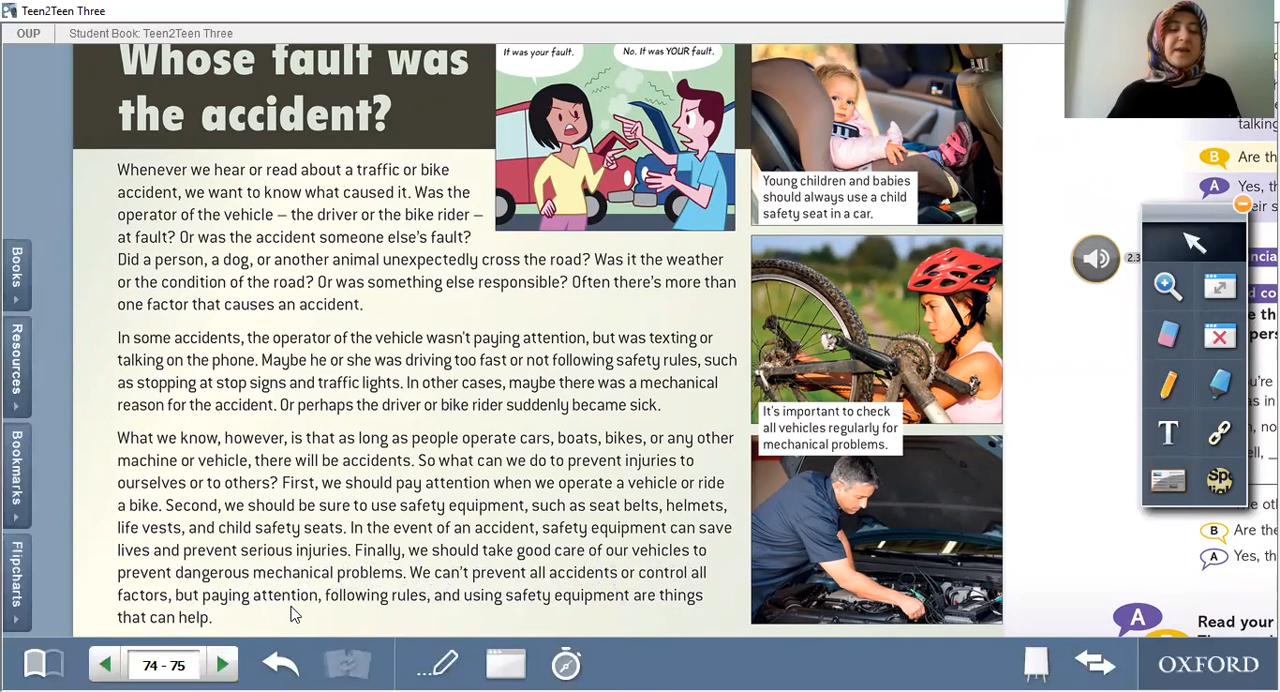 Teen2Teen Three
OUP
Student Book: Teen2Teen Three
Whose fault was
the accident?
It was your fault.
No. It was YOUR fault.
Whenever we hear or read about a traffic or bike
accident, we want to know what caused it. Was the
operator of the vehicle – the driver or the bike rider –
at fault? Or was the accident someone else's fault?
Did a person, a dog, or another animal unexpectedly cross the road? Was it the weather
or the condition of the road? Or was something else responsible? Often there's more than
one factor that causes an accident.
In some accidents, the operator of the vehicle wasn't paying attention, but was texting or
talking on the phone. Maybe he or she was driving too fast or not following safety rules, such
as stopping at stop signs and traffic lights. In other cases, maybe there was a mechanical
reason for the accident. Or perhaps the driver or bike rider suddenly became sick.
What we know, however, is that as long as people operate cars, boats, bikes, or any other
machine or vehicle, there will be accidents. So what can we do to prevent injuries to
ourselves or to others? First, we should pay attention when we operate a vehicle or ride
a bike. Second, we should be sure to use safety equipment, such as seat belts, helmets,
life vests, and child safety seats. In the event of an accident, safety equipment can save
lives and prevent serious injuries. Finally, we should take good care of our vehicles to
prevent dangerous mechanical problems. We can't prevent all accidents or control all
factors, but paying attention, following rules, and using safety equipment are things
that can help.
Young children and babies
should always use a child
safety seat in a car.
It's important to check
all vehicles regularly for
mechanical problems.
talking
B Are th
A Yes, th
eir s
2.3
T
Sp
B Are the
A Yes, th
A
Read your
Books
Resources
Bookmarks
Flipcharts
74 - 75
OXFORD